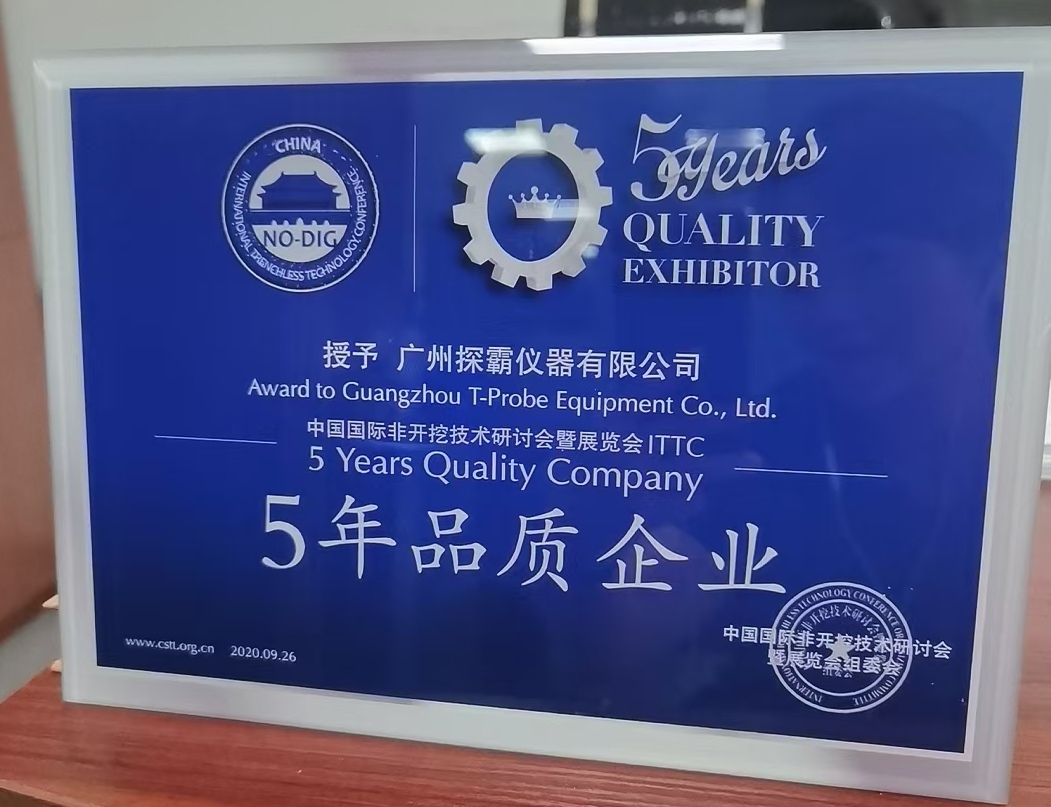 CHINA
INTERNATIONAL TRENCHLESS TECHNOLOGY CONFERENCE
NO-DIG
5 Years
QUALITY
EXHIBITOR
授予 广州探霸仪器有限公司
Award to Guangzhou T-Probe Equipment Co., Ltd.
中国国际非开挖技术研讨会暨展览会ITTC
5 Years Quality Company
5年品质企业
www.cstt.org.cn 2020.09.26
中国国际非开挖技术研讨会
暨展览会组委会